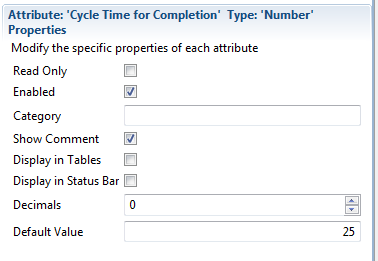 Attribute: 'Cycle Time for Completion'  Type: 'Number'
Properties
Modify the specific properties of each attribute
Read Only
Enabled
Category
Show Comment
Display in Tables
Display in Status Bar
Decimals 0
Default Value 25